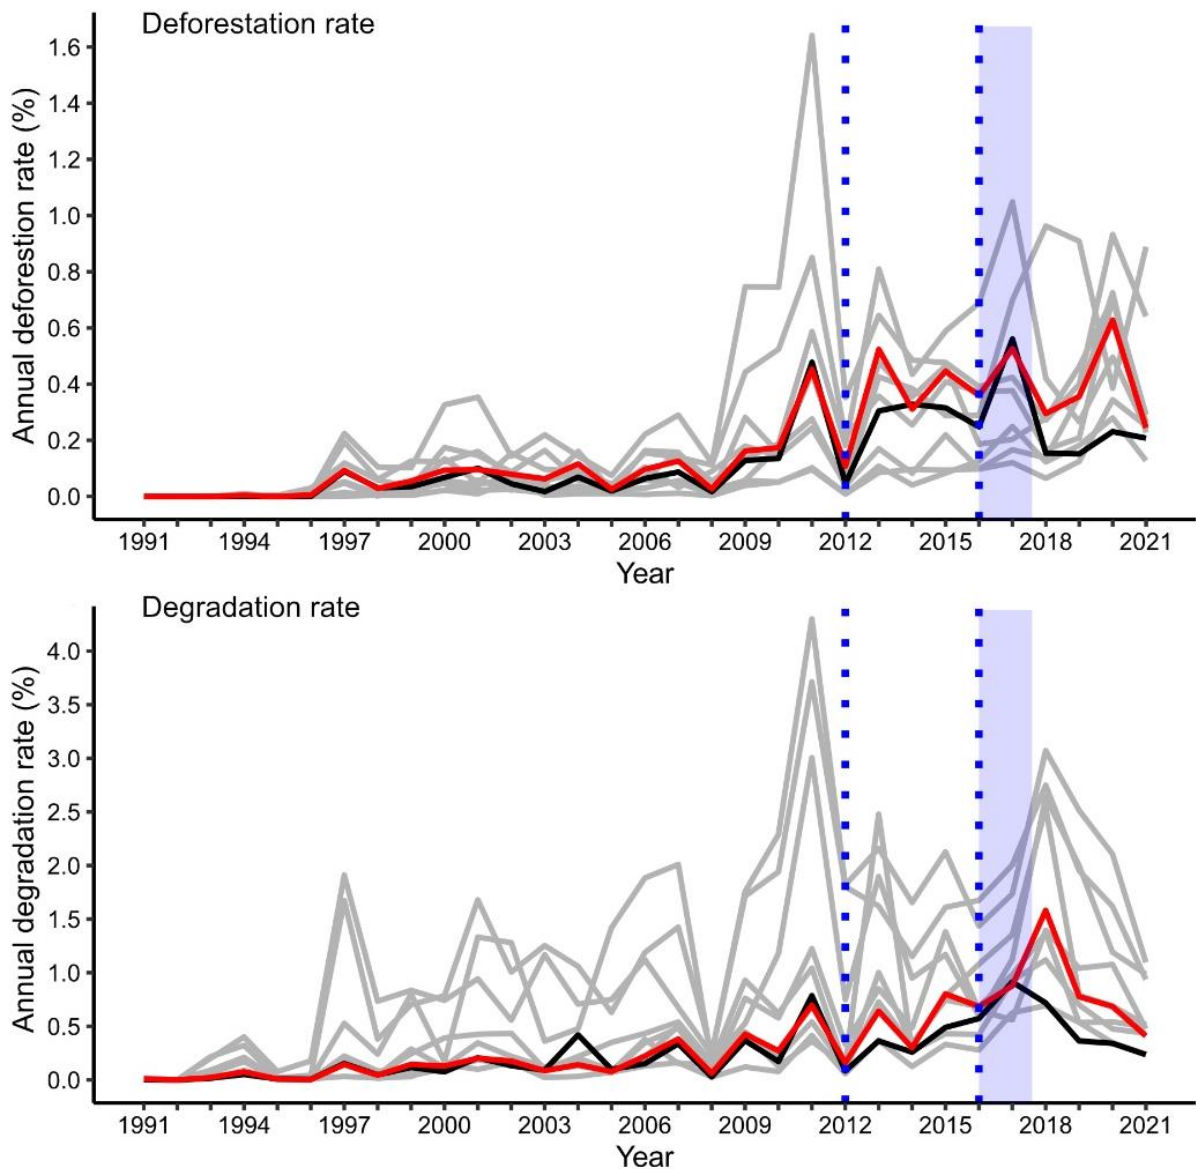 Deforestation rate
Annual deforestion rate (%)
1.6
1.4
1.2
1.0
0.8
0.6
0.4
0.2
0.0
1991 1994 1997 2000 2003 2006 2009 2012 2015 2018 2021
Year
Degradation rate
Annual degradation rate (%)
4.0
3.5
3.0
2.5
2.0
1.5
1.0
0.5
0.0
1991 1994 1997 2000 2003 2006 2009 2012 2015 2018 2021
Year